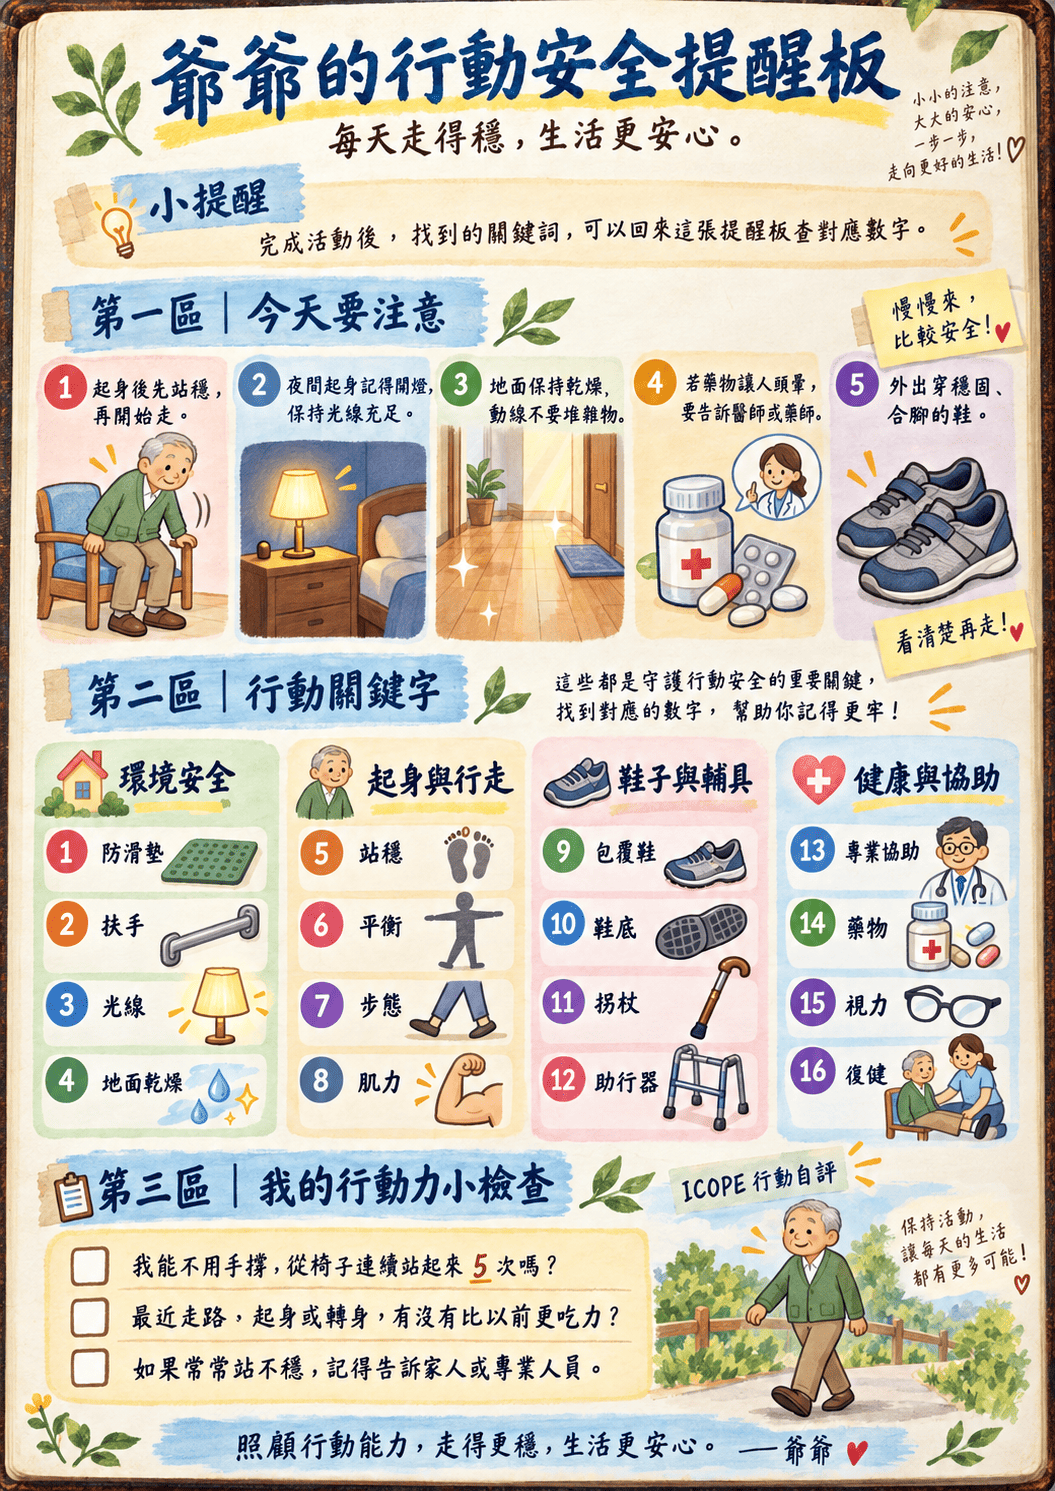 爺爺的行動安全提醒板
每天走得穩，生活更安心。
小小的注意，
大大的安心，
一步一步，
走向更好的生活！
小提醒
完成活動後，找到的關鍵詞，可以回來這張提醒板查對應數字。
第一區｜今天要注意
慢慢來，
比較安全！
1 起身後先站穩，
再開始走。
2 夜間起身記得開燈，
保持光線充足。
3 地面保持乾燥，
動線不要堆雜物。
4 若藥物讓人頭暈，
要告訴醫師或藥師。
5 外出穿穩固、
合腳的鞋。
看清楚再走！
第二區｜行動關鍵字
這些都是守護行動安全的重要關鍵，
找到對應的數字，幫助你記得更牢！
環境安全
1 防滑墊
2 扶手
3 光線
4 地面乾燥
起身與行走
5 站穩
6 平衡
7 步態
8 肌力
鞋子與輔具
9 包覆鞋
10 鞋底
11 拐杖
12 助行器
健康與協助
13 專業協助
14 藥物
15 視力
16 復健
第三區｜我的行動力小檢查
ICOPE 行動自評
我能不用手撐，從椅子連續站起來 5 次嗎？
最近走路，起身或轉身，有沒有比以前更吃力？
如果常常站不穩，記得告訴家人或專業人員。
保持活動，
讓每天的生活
都有更多可能！
照顧行動能力，走得更穩，生活更安心。 — 爺爺